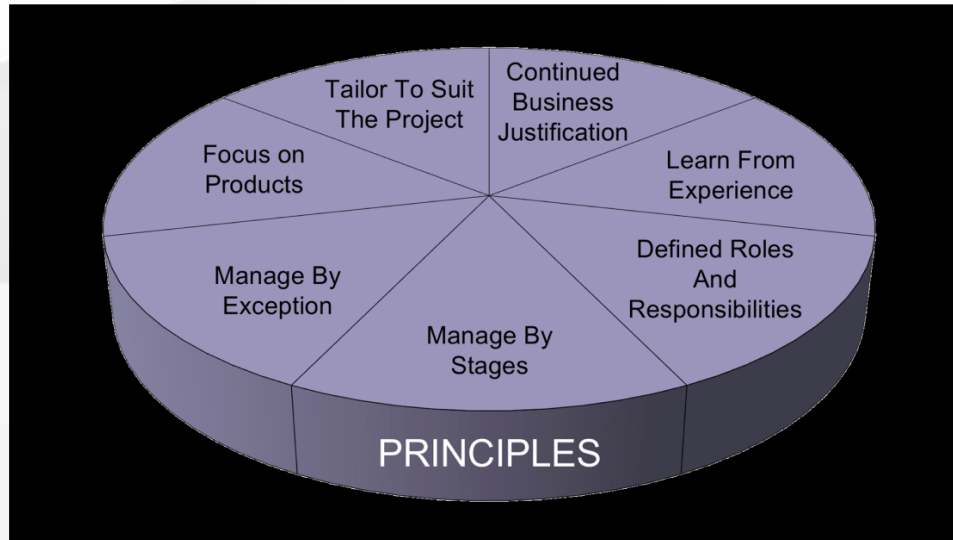 Continued
Business
Justification
Learn From
Experience
Defined Roles
And
Responsibilities
Manage By
Stages
Manage By
Exception
Focus on
Products
Tailor To Suit
The Project
PRINCIPLES